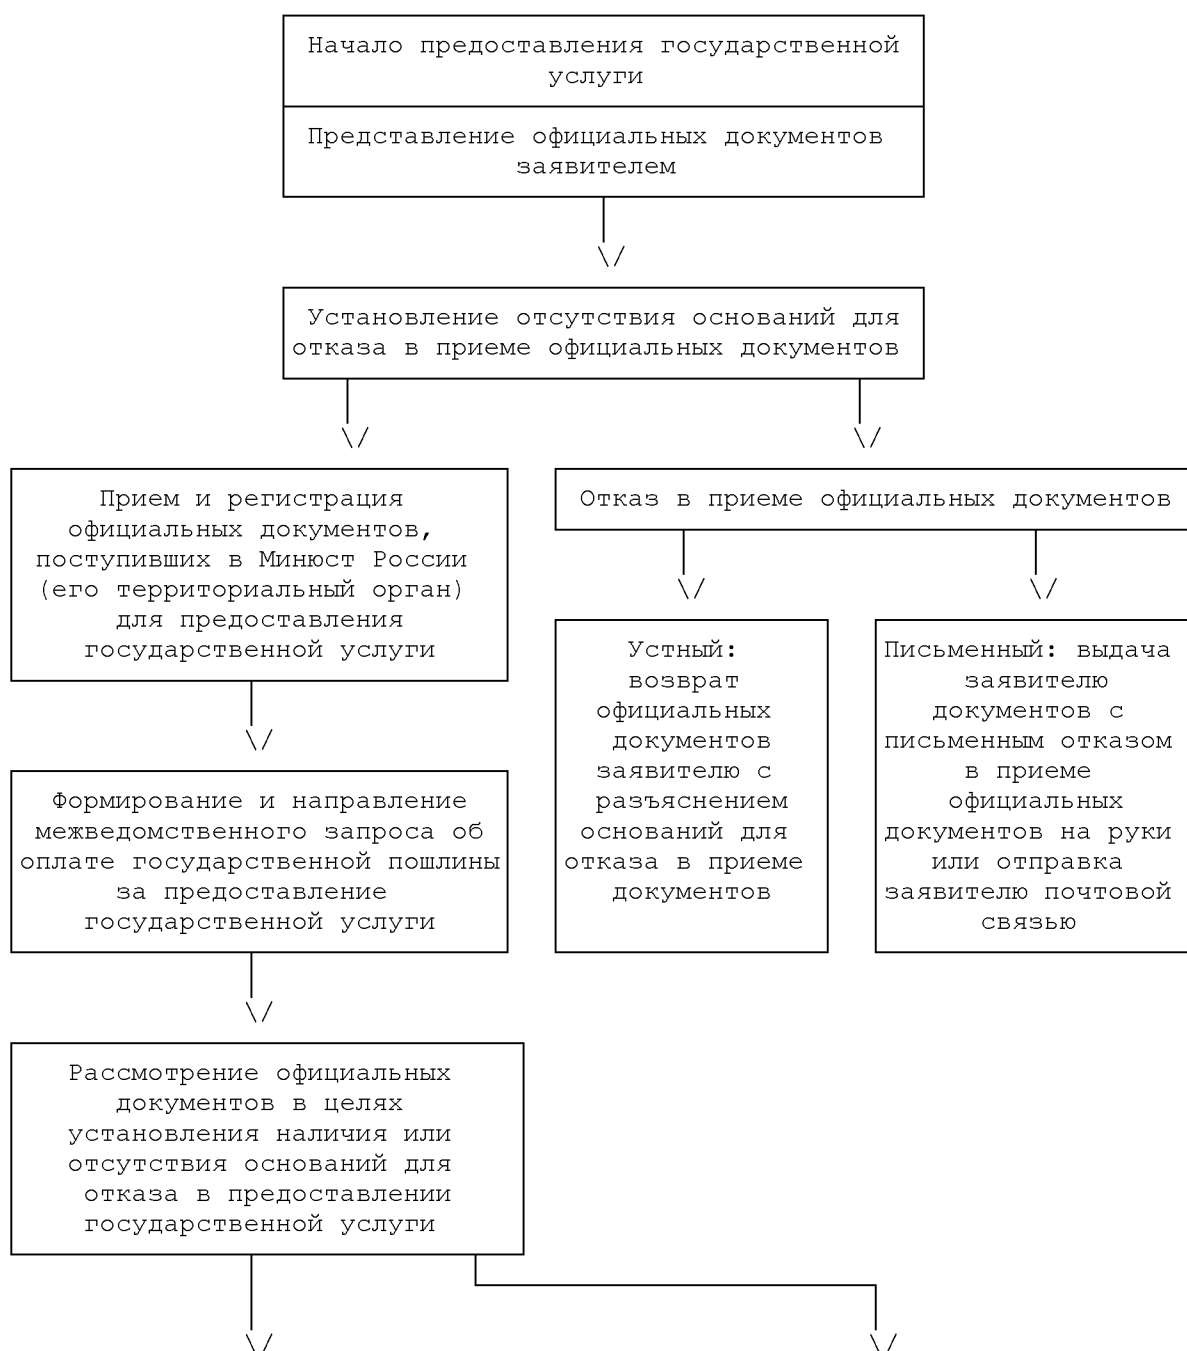 Начало предоставления государственной
услуги
Представление официальных документов
заявителем
Установление отсутствия оснований для
отказа в приеме официальных документов
Прием и регистрация
официальных документов,
поступивших в Минюст России
(его территориальный орган)
для предоставления
государственной услуги
Отказ в приеме официальных документов
Устный:
возврат
официальных
документов
заявителю с
разъяснением
оснований для
отказа в приеме
документов
Письменный: выдача
заявителю
документов с
письменным отказом
в приеме
официальных
документов на руки
или отправка
заявителю почтовой
связью
Формирование и направление
межведомственного запроса об
оплате государственной пошлины
за предоставление
государственной услуги
Рассмотрение официальных
документов в целях
установления наличия или
отсутствия оснований для
отказа в предоставлении
государственной услуги